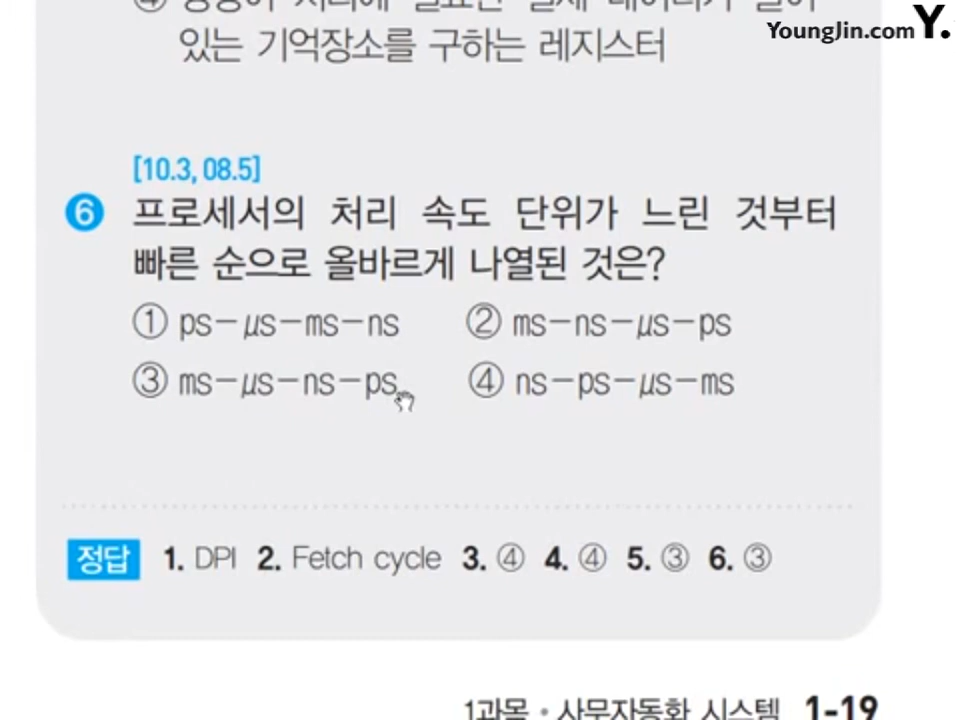 Youngjin.com Y.
있는 기억장소를 구하는 레지스터
[10.3, 08.5]
6 프로세서의 처리 속도 단위가 느린 것부터
빠른 순으로 올바르게 나열된 것은?
① ps-μs-ms-ns ② ms-ns-μs-ps
③ ms-μs-ns-ps ④ ns-ps-μs-ms
정답 1. DPI 2. Fetch cycle 3. ④ 4. ④ 5. ③ 6. ③
1과목 • 사무자동화 시스템 1-19